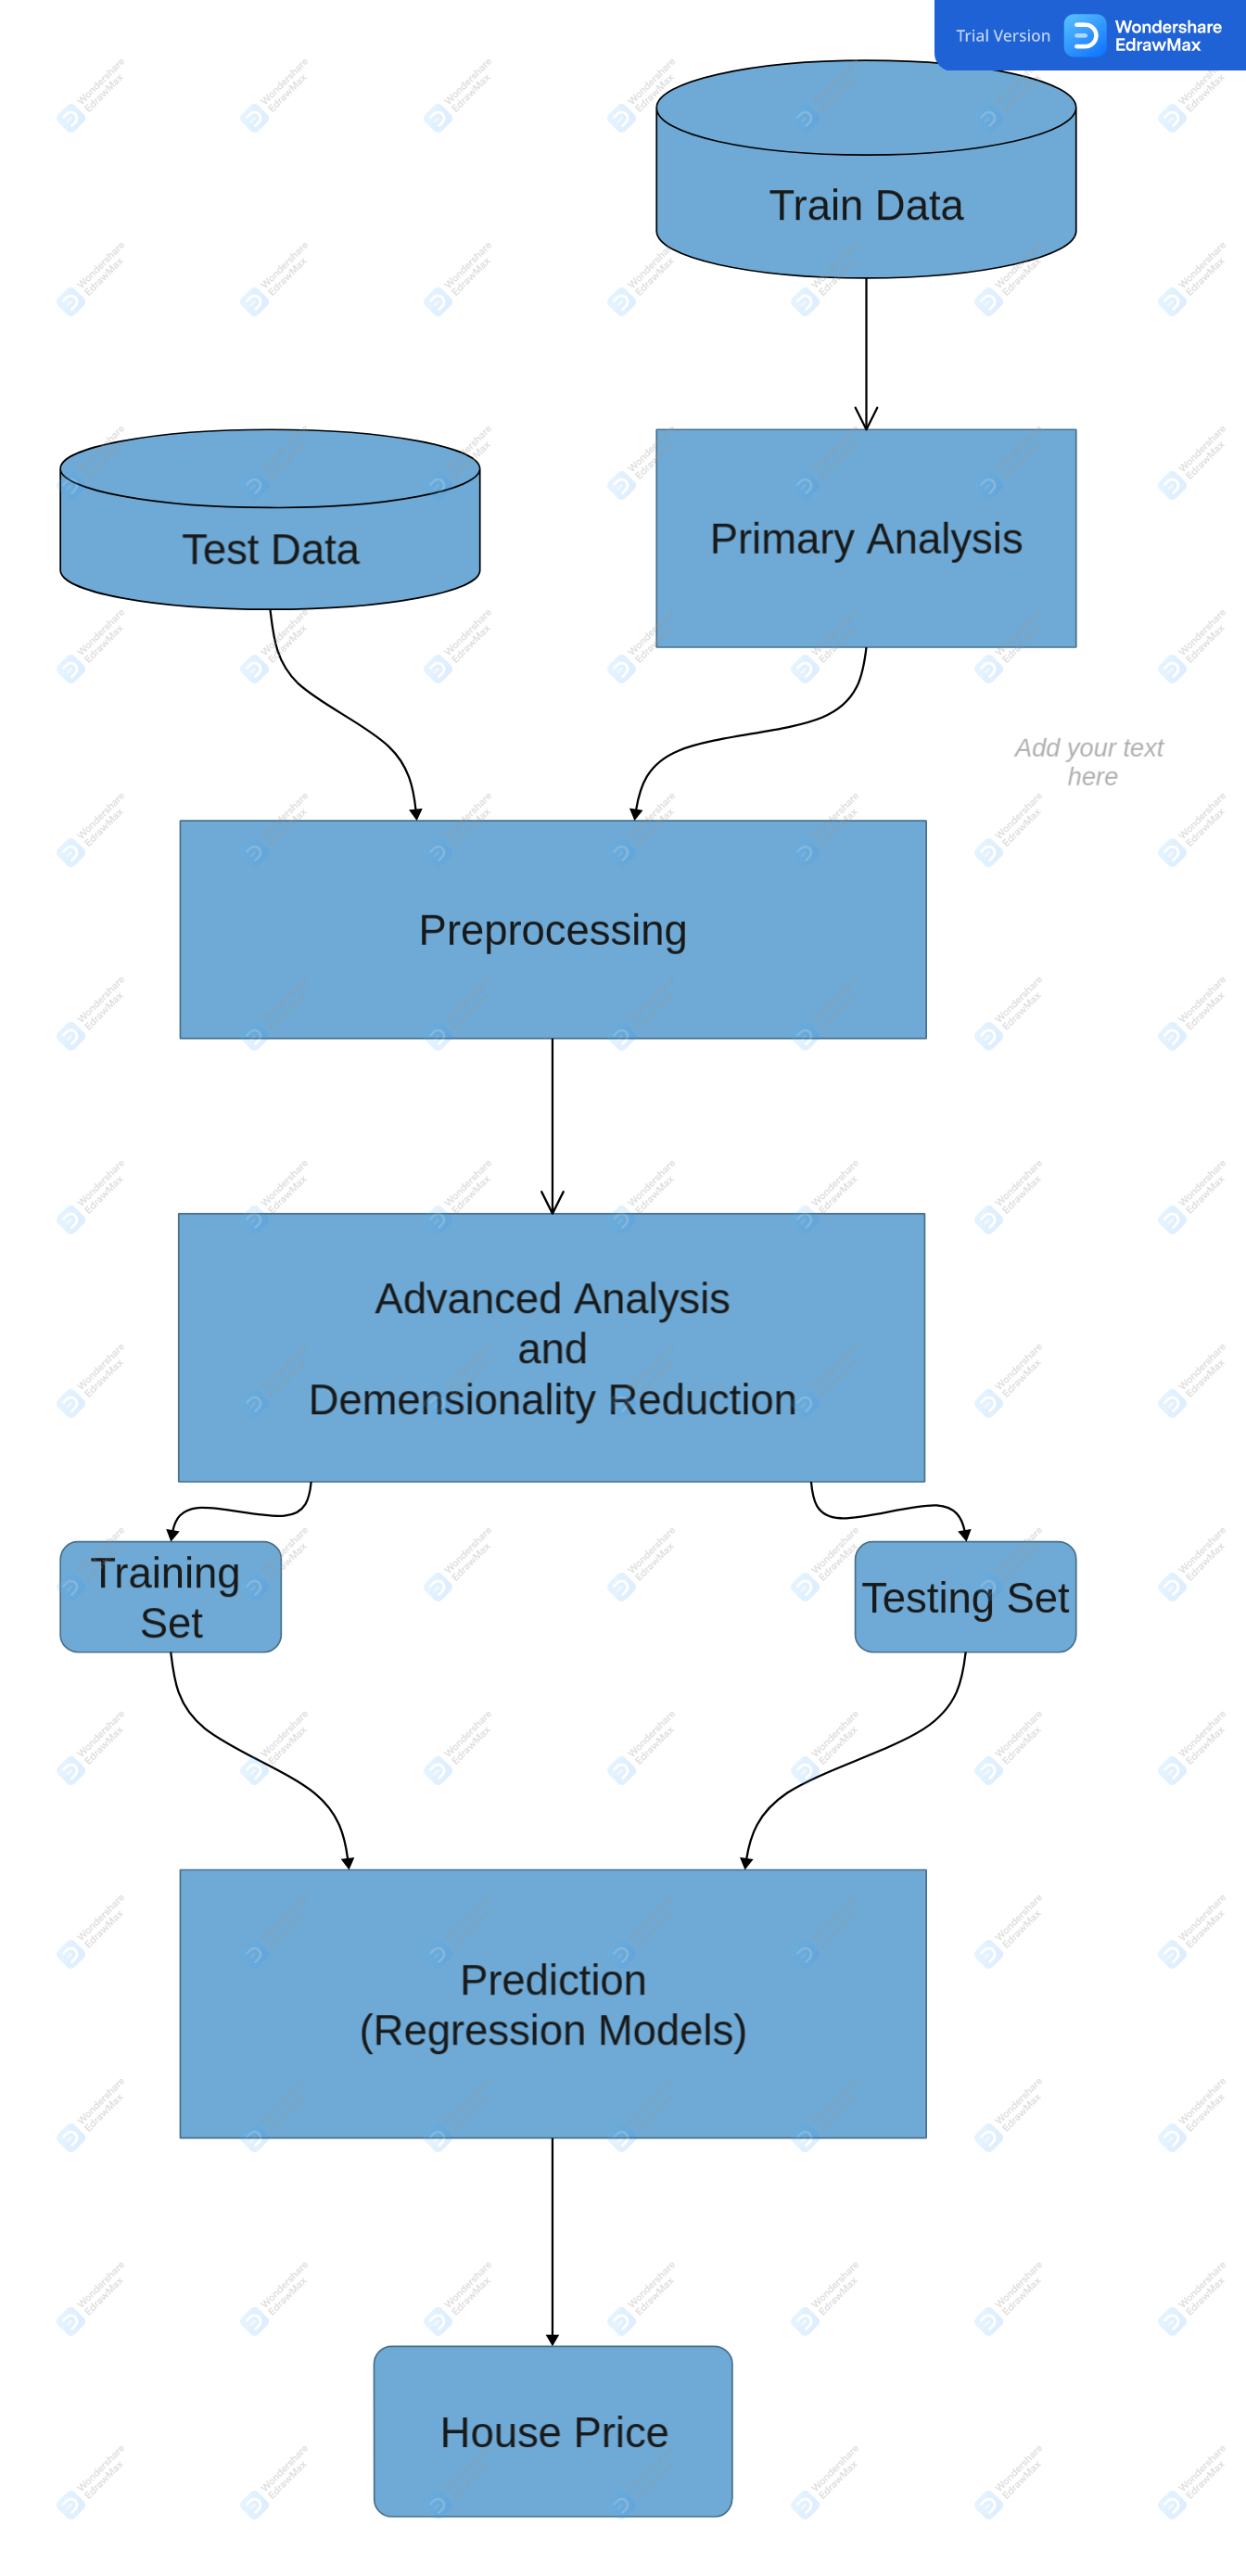 Trial Version
Wondershare
EdrawMax
Train Data
Test Data
Primary Analysis
Add your text
here
Preprocessing
Advanced Analysis
and
Demensionality Reduction
Training
Set
Testing Set
Prediction
(Regression Models)
House Price